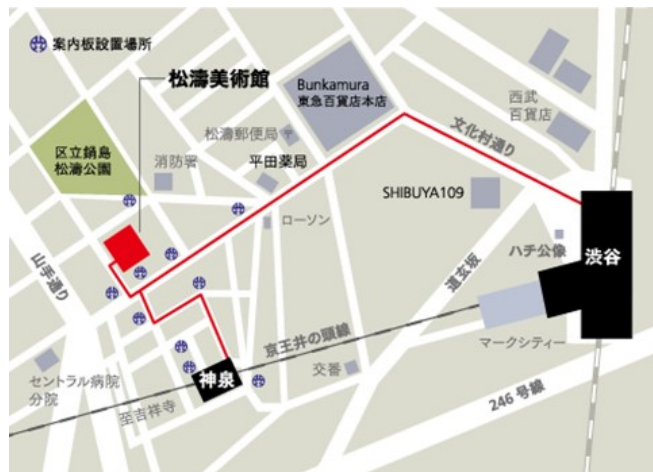 案内板設置場所
松濤美術館
Bunkamura
東急百貨店本店
西武
百貨店
文化村通り
松濤郵便局
平田薬局
消防署
区立鍋島
松濤公園
SHIBUYA109
ローソン
ハチ公像
渋谷
山手通り
道玄坂
マークシティー
京王井の頭線
神泉
交番
セントラル病院
分院
至吉祥寺
246号線